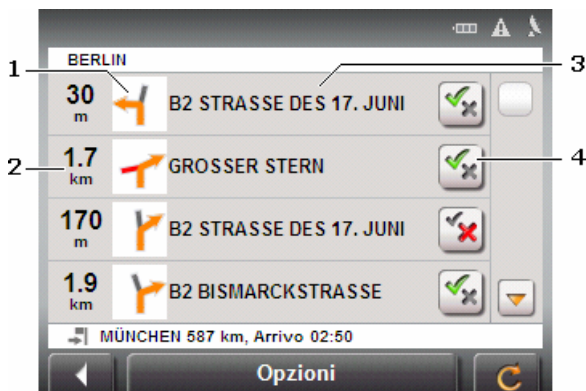 BERLIN
1
3
30 m B2 STRASSE DES 17. JUNI
2
4
1.7 km GROSSER STERN
170 m B2 STRASSE DES 17. JUNI
1.9 km B2 BISMARCKSTRASSE
MÜNCHEN 587 km, Arrivo 02:50
Opzioni